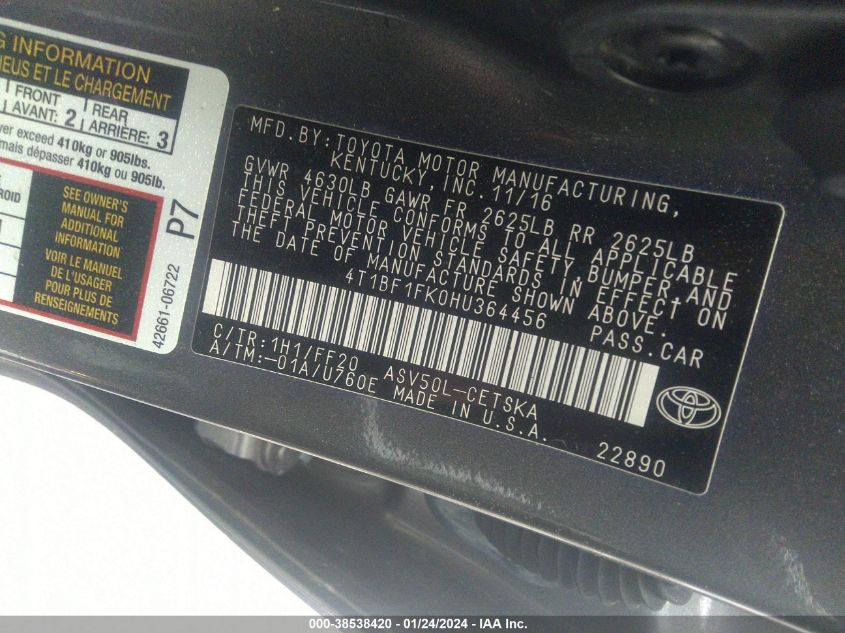 G INFORMATION
NEUS ET LE CHARGEMENT
FRONT
AVANT: 2
REAR
ARRIÈRE: 3
ver exceed 410kg or 905lbs.
mais dépasser 410kg ou 905lb.
ROID
SEE OWNER'S
MANUAL FOR
ADDITIONAL
INFORMATION
VOIR LE MANUEL
DE L'USAGER
POUR PLUS DE
RENSEIGNEMENTS
P7
42661-06722
MFD.BY:TOYOTA MOTOR MANUFACTURING,
KENTUCKY, INC. 11/16
GVWR 4630LB GAWR FR 2625LB RR 2625LB
THIS VEHICLE CONFORMS TO ALL APPLICABLE
FEDERAL MOTOR VEHICLE SAFETY, BUMPER, AND
THEFT PREVENTION STANDARDS IN EFFECT ON
THE DATE OF MANUFACTURE SHOWN ABOVE.
4T1BF1FK0HU364456 PASS.CAR
C/TR:1H1/FF20 ASV50L-CETSKA
A/TM:-01A/U760E MADE IN U.S.A.
22890
000-38538420 - 01/24/2024 - IAA Inc.